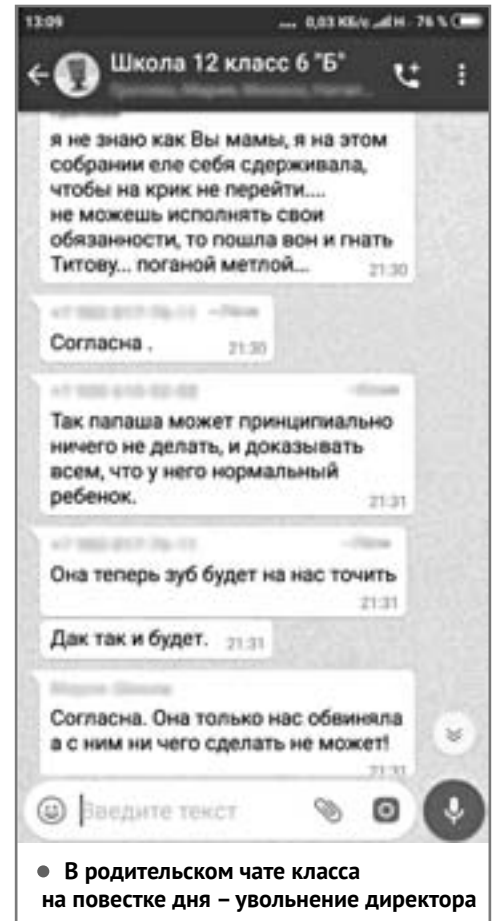 13:09
... 0,03 КБ/с 76 %
Школа 12 класс 6 "Б"
я не знаю как Вы мамы, я на этом
собрании еле себя сдерживала,
чтобы на крик не перейти....
не можешь исполнять свои
обязанности, то пошла вон и гнать
Титову... поганой метлой...
21:30
Согласна .
21:30
Так папаша может принципиально
ничего не делать, и доказывать
всем, что у него нормальный
ребенок.
21:31
Она теперь зуб будет на нас точить
21:31
Дак так и будет. 21:31
Согласна. Она только нас обвиняла
а с ним ни чего сделать не может!
21:31
Введите текст
• В родительском чате класса
на повестке дня – увольнение директора